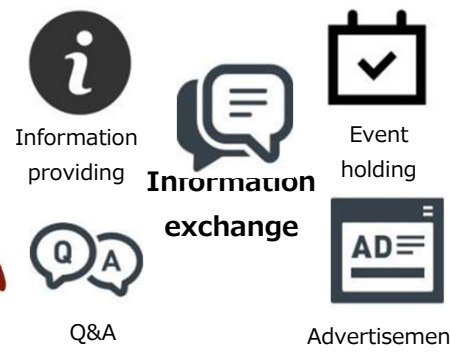 i
Information
providing
Information
exchange
Event
holding
Q A
AD
Q&A
Advertisemen